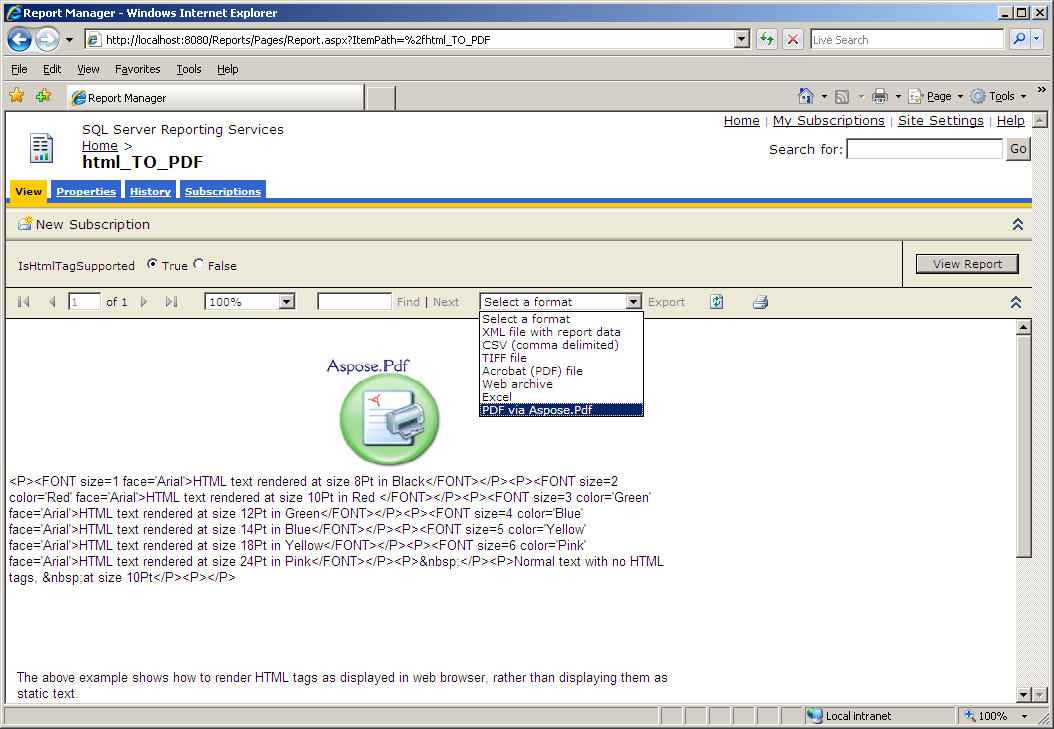 Report Manager - Windows Internet Explorer
http://localhost:8080/Reports/Pages/Report.aspx?ItemPath=%2fhtml_TO_PDF
Live Search
File Edit View Favorites Tools Help
Report Manager
Page Tools
Home | My Subscriptions | Site Settings | Help
SQL Server Reporting Services
Home >
html_TO_PDF
Search for: Go
View Properties History Subscriptions
New Subscription
IsHtmlTagSupported True False View Report
1 of 1 100% Find | Next Select a format Export
Select a format
XML file with report data
CSV (comma delimited)
TIFF file
Acrobat (PDF) file
Web archive
Excel
PDF via Aspose.Pdf
Aspose.Pdf
<P><FONT size=1 face='Arial'>HTML text rendered at size 8Pt in Black</FONT></P><P><FONT size=2
color='Red' face='Arial'>HTML text rendered at size 10Pt in Red </FONT></P><P><FONT size=3 color='Green'
face='Arial'>HTML text rendered at size 12Pt in Green</FONT></P><P><FONT size=4 color='Blue'
face='Arial'>HTML text rendered at size 14Pt in Blue</FONT></P><P><FONT size=5 color='Yellow'
face='Arial'>HTML text rendered at size 18Pt in Yellow</FONT></P><P><FONT size=6 color='Pink'
face='Arial'>HTML text rendered at size 24Pt in Pink</FONT></P><P>&nbsp;</P><P>Normal text with no HTML
tags, &nbsp;at size 10Pt</P><P></P>
The above example shows how to render HTML tags as displayed in web browser, rather than displaying them as
static text.
Local intranet 100%